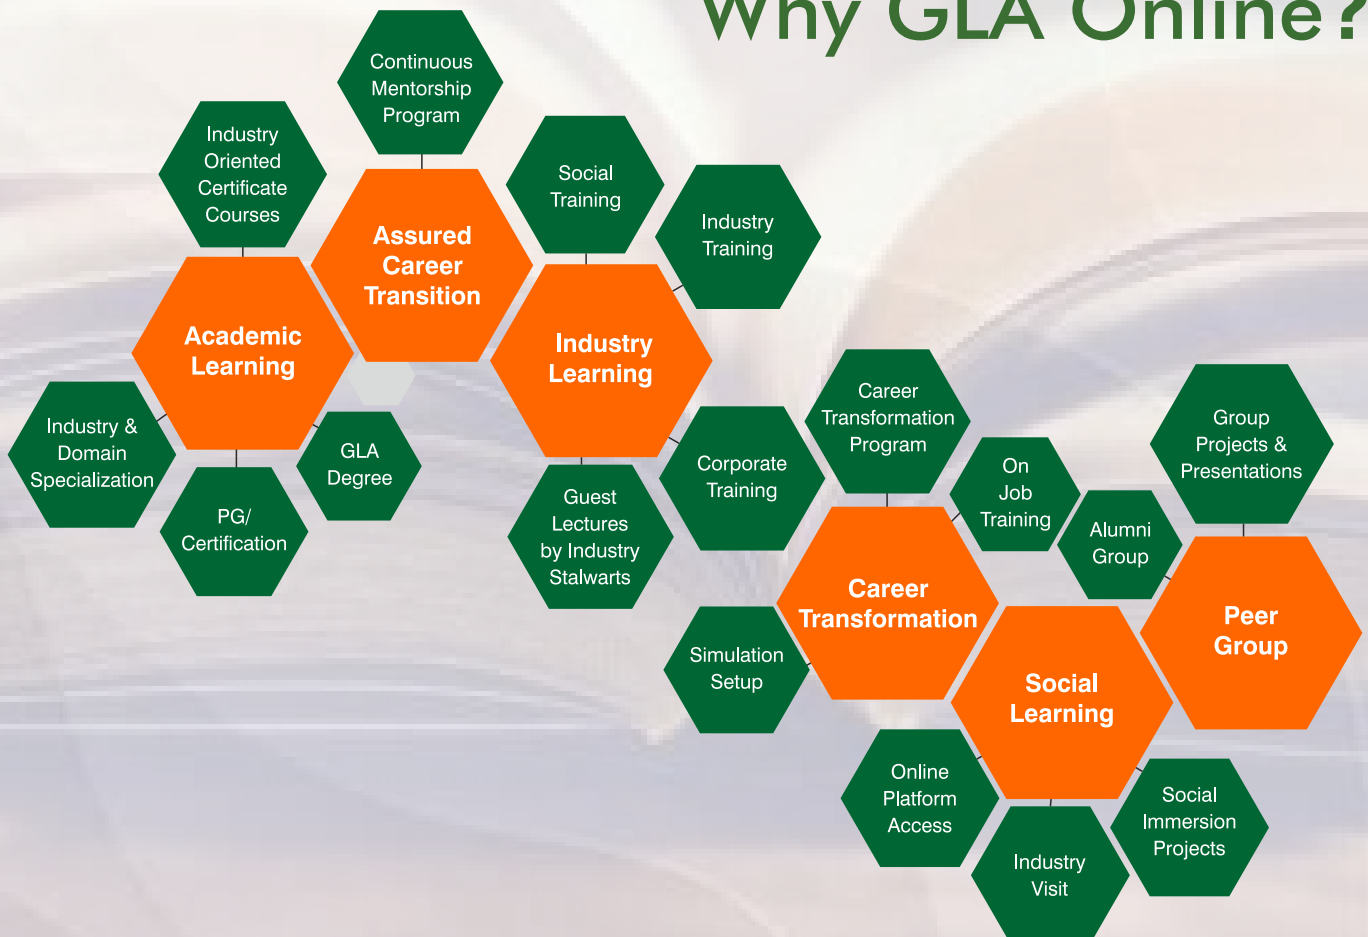 Why GLA Online?
Continuous
Mentorship
Program
Industry
Oriented
Certificate
Courses
Social
Training
Industry
Training
Assured
Career
Transition
Academic
Learning
Industry
Learning
Industry &
Domain
Specialization
PG/
Certification
GLA
Degree
Guest
Lectures
by Industry
Stalwarts
Corporate
Training
Career
Transformation
Program
On
Job
Training
Alumni
Group
Group
Projects &
Presentations
Career
Transformation
Peer
Group
Simulation
Setup
Social
Learning
Online
Platform
Access
Industry
Visit
Social
Immersion
Projects